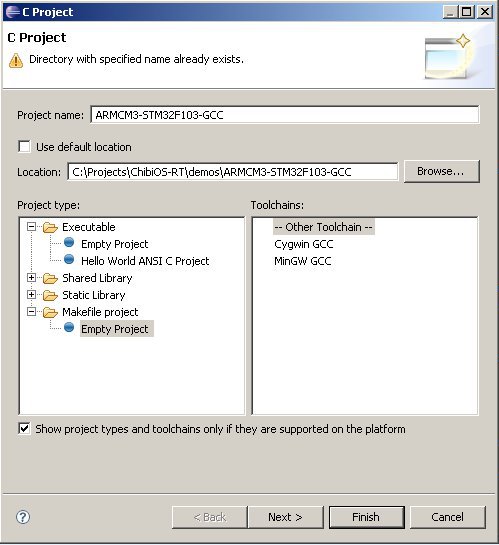 C Project
C Project
Directory with specified name already exists.
Project name: ARMCM3-STM32F103-GCC
Use default location
Location: C:\Projects\ChibiOS-RT\demos\ARMCM3-STM32F103-GCC Browse...
Project type: Toolchains:
Executable -- Other Toolchain --
Empty Project Cygwin GCC
Hello World ANSI C Project MinGW GCC
Shared Library
Static Library
Makefile project
Empty Project
Show project types and toolchains only if they are supported on the platform
? < Back Next > Finish Cancel